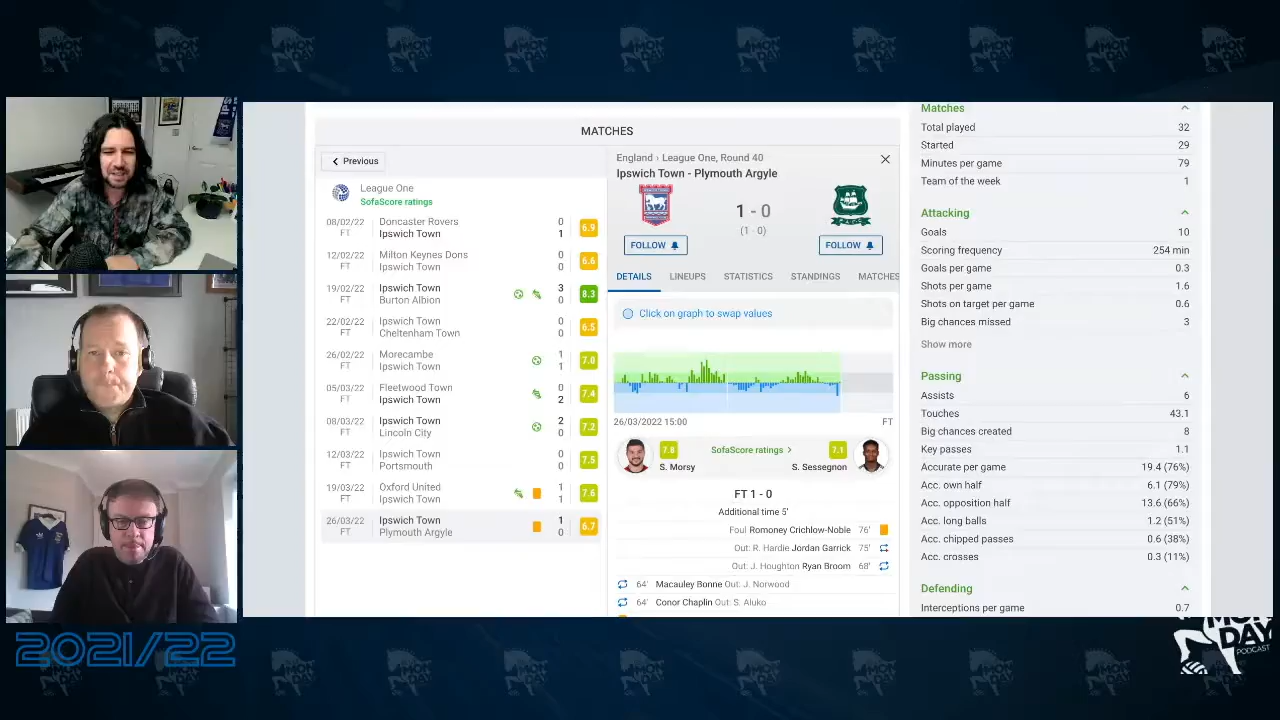 MATCHES
Previous
League One
SofaScore ratings
08/02/22 FT Doncaster Rovers 0 Ipswich Town 1 6.9
12/02/22 FT Milton Keynes Dons 0 Ipswich Town 0 6.6
19/02/22 FT Ipswich Town 3 Burton Albion 0 8.3
22/02/22 FT Ipswich Town 0 Cheltenham Town 0 6.5
26/02/22 FT Morecambe 1 Ipswich Town 1 7.0
05/03/22 FT Fleetwood Town 0 Ipswich Town 2 7.4
08/03/22 FT Ipswich Town 2 Lincoln City 0 7.2
12/03/22 FT Ipswich Town 0 Portsmouth 0 7.5
19/03/22 FT Oxford United 1 Ipswich Town 1 7.6
26/03/22 FT Ipswich Town 1 Plymouth Argyle 0 6.7
England › League One, Round 40
Ipswich Town - Plymouth Argyle
1 - 0
(1 - 0)
FOLLOW
FOLLOW
DETAILS LINEUPS STATISTICS STANDINGS MATCHES
Click on graph to swap values
26/03/2022 15:00 FT
7.8 SofaScore ratings › 7.1
S. Morsy S. Sessegnon
FT 1 - 0
Additional time 5'
Foul Romoney Crichlow-Noble 76'
Out: R. Hardie Jordan Garrick 75'
Out: J. Houghton Ryan Broom 68'
64' Macauley Bonne Out: J. Norwood
64' Conor Chaplin Out: S. Aluko
Matches
Total played 32
Started 29
Minutes per game 79
Team of the week 1
Attacking
Goals 10
Scoring frequency 254 min
Goals per game 0.3
Shots per game 1.6
Shots on target per game 0.6
Big chances missed 3
Show more
Passing
Assists 6
Touches 43.1
Big chances created 8
Key passes 1.1
Accurate per game 19.4 (76%)
Acc. own half 6.1 (79%)
Acc. opposition half 13.6 (66%)
Acc. long balls 1.2 (51%)
Acc. chipped passes 0.6 (38%)
Acc. crosses 0.3 (11%)
Defending
Interceptions per game 0.7
2021/22
MON
DAY
PODCAST